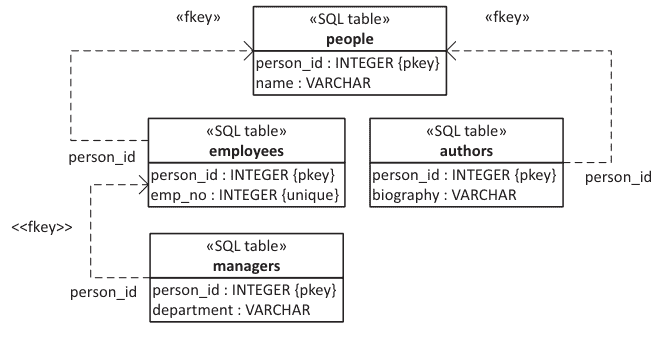 «fkey»
«fkey»
«SQL table»
people
person_id : INTEGER {pkey}
name : VARCHAR
person_id
«SQL table»
employees
person_id : INTEGER {pkey}
emp_no : INTEGER {unique}
«SQL table»
authors
person_id : INTEGER {pkey}
biography : VARCHAR
person_id
<<fkey>>
person_id
«SQL table»
managers
person_id : INTEGER {pkey}
department : VARCHAR